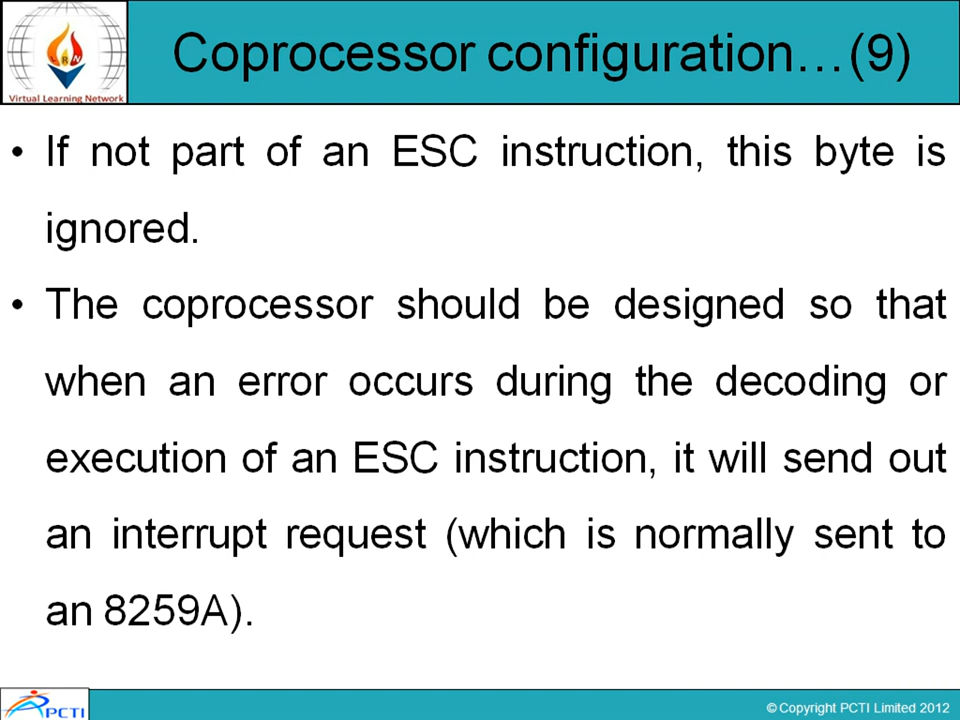 Coprocessor configuration…(9)
Virtual Learning Network
• If not part of an ESC instruction, this byte is
ignored.
• The coprocessor should be designed so that
when an error occurs during the decoding or
execution of an ESC instruction, it will send out
an interrupt request (which is normally sent to
an 8259A).
PCTI
© Copyright PCTI Limited 2012